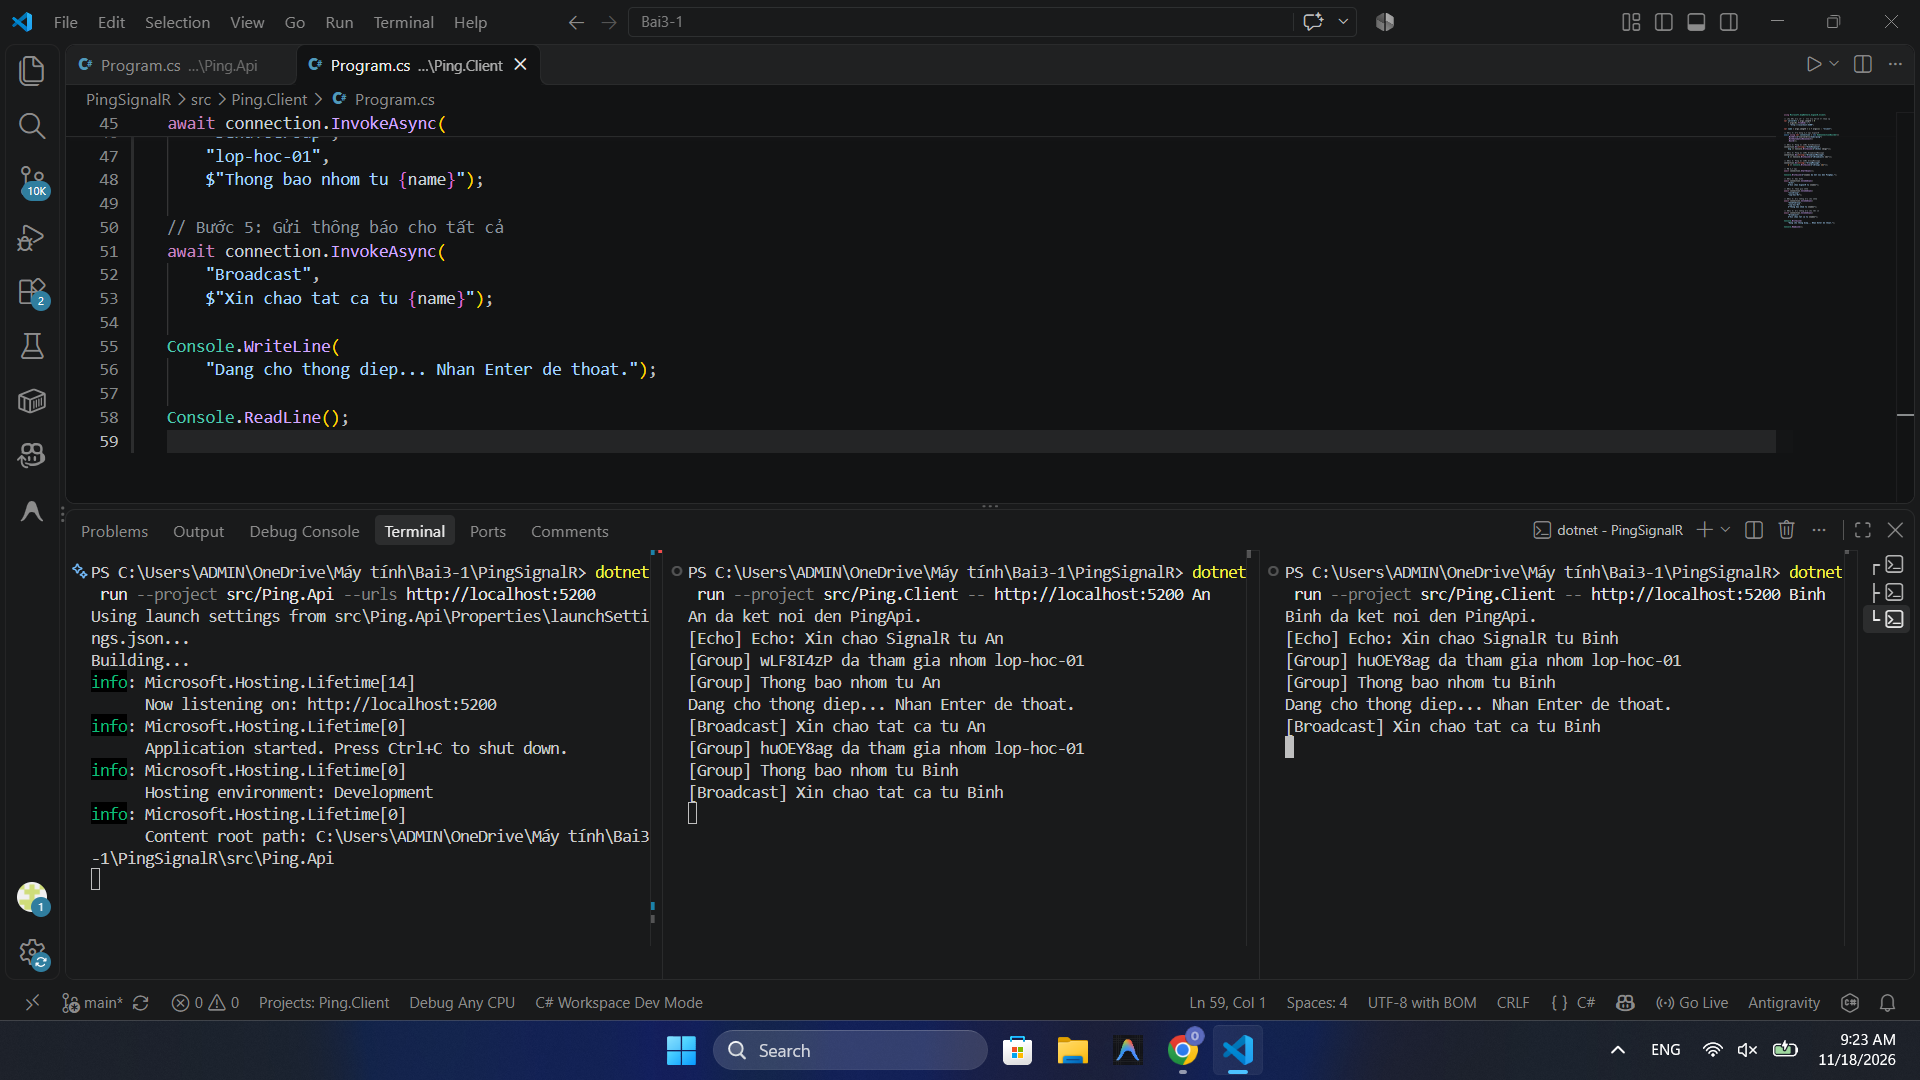 File Edit Selection View Go Run Terminal Help
Bai3-1
Program.cs ...\Ping.Api
Program.cs ...\Ping.Client
PingSignalR > src > Ping.Client > Program.cs
45 await connection.InvokeAsync(
47 "lop-hoc-01",
48 $"Thong bao nhom tu {name}");
49
50 // Bước 5: Gửi thông báo cho tất cả
51 await connection.InvokeAsync(
52 "Broadcast",
53 $"Xin chao tat ca tu {name}");
54
55 Console.WriteLine(
56 "Dang cho thong diep... Nhan Enter de thoat.");
57
58 Console.ReadLine();
59
10K
2
1
Problems Output Debug Console Terminal Ports Comments
dotnet - PingSignalR
PS C:\Users\ADMIN\OneDrive\Máy tính\Bai3-1\PingSignalR> dotnet
run --project src/Ping.Api --urls http://localhost:5200
Using launch settings from src\Ping.Api\Properties\launchSetti
ngs.json...
Building...
info: Microsoft.Hosting.Lifetime[14]
Now listening on: http://localhost:5200
info: Microsoft.Hosting.Lifetime[0]
Application started. Press Ctrl+C to shut down.
info: Microsoft.Hosting.Lifetime[0]
Hosting environment: Development
info: Microsoft.Hosting.Lifetime[0]
Content root path: C:\Users\ADMIN\OneDrive\Máy tính\Bai3
-1\PingSignalR\src\Ping.Api
PS C:\Users\ADMIN\OneDrive\Máy tính\Bai3-1\PingSignalR> dotnet
run --project src/Ping.Client -- http://localhost:5200 An
An da ket noi den PingApi.
[Echo] Echo: Xin chao SignalR tu An
[Group] wLF8I4zP da tham gia nhom lop-hoc-01
[Group] Thong bao nhom tu An
Dang cho thong diep... Nhan Enter de thoat.
[Broadcast] Xin chao tat ca tu An
[Group] huOEY8ag da tham gia nhom lop-hoc-01
[Group] Thong bao nhom tu Binh
[Broadcast] Xin chao tat ca tu Binh
PS C:\Users\ADMIN\OneDrive\Máy tính\Bai3-1\PingSignalR> dotnet
run --project src/Ping.Client -- http://localhost:5200 Binh
Binh da ket noi den PingApi.
[Echo] Echo: Xin chao SignalR tu Binh
[Group] huOEY8ag da tham gia nhom lop-hoc-01
[Group] Thong bao nhom tu Binh
Dang cho thong diep... Nhan Enter de thoat.
[Broadcast] Xin chao tat ca tu Binh
main* 0 0 Projects: Ping.Client Debug Any CPU C# Workspace Dev Mode Ln 59, Col 1 Spaces: 4 UTF-8 with BOM CRLF { } C# Go Live Antigravity
Search
0
ENG
9:23 AM
11/18/2026